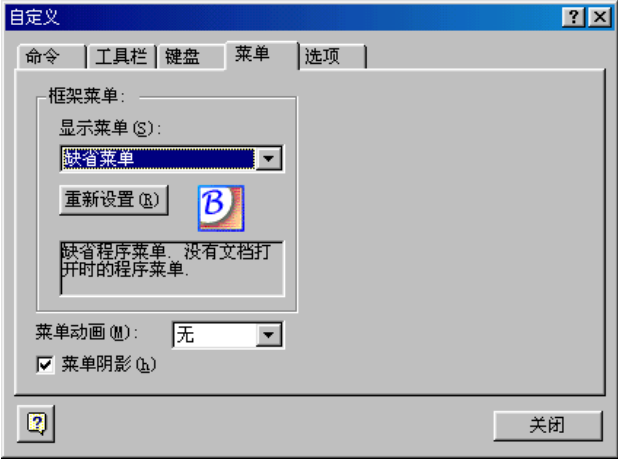 自定义
命令 工具栏 键盘 菜单 选项
框架菜单:
显示菜单(S):
缺省菜单
重新设置(R)
B
缺省程序菜单. 没有文档打
开时的程序菜单.
菜单动画(M): 无
菜单阴影(h)
关闭